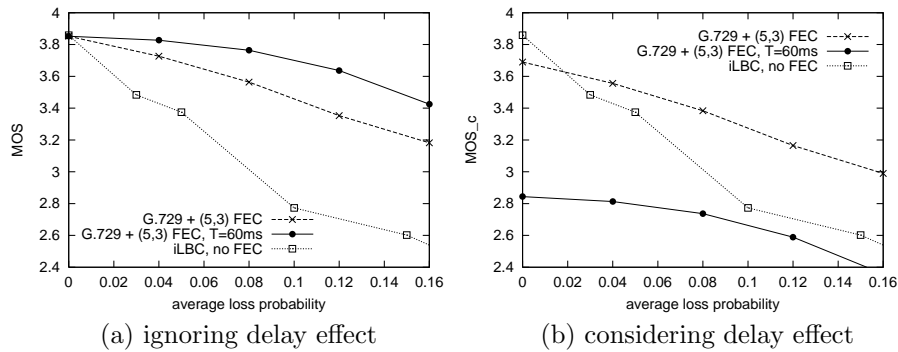 4
3.8
3.6
3.4
3.2
3
2.8
2.6
2.4
MOS
G.729 + (5,3) FEC
G.729 + (5,3) FEC, T=60ms
iLBC, no FEC
0 0.02 0.04 0.06 0.08 0.1 0.12 0.14 0.16
average loss probability
(a) ignoring delay effect
4
3.8
3.6
3.4
3.2
3
2.8
2.6
2.4
MOS_c
G.729 + (5,3) FEC
G.729 + (5,3) FEC, T=60ms
iLBC, no FEC
0 0.02 0.04 0.06 0.08 0.1 0.12 0.14 0.16
average loss probability
(b) considering delay effect